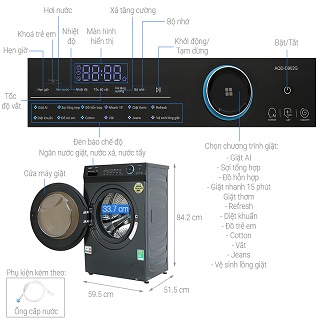 Xả tăng cường
Hơi nước
Màn hình hiển thị
Bộ nhớ
Khoá trẻ em
Nhiệt độ
Khởi động/ Tạm dừng
Hẹn giờ
Bật/Tắt
AQD-D902G
Tốc độ vắt
Đèn báo chế độ
Ngăn nước giặt, nước xả, nước tẩy
Cửa máy giặt
33.7 cm
84.2 cm
59.5 cm
51.5 cm
Phụ kiện kèm theo:
Ống cấp nước
Chọn chương trình giặt:
- Giặt AI
- Sợi tổng hợp
- Đồ hỗn hợp
- Giặt nhanh 15 phút
Giặt thơm
- Refresh
- Diệt khuẩn
- Đồ trẻ em
- Cotton
- Vắt
- Jeans
- Vệ sinh lồng giặt